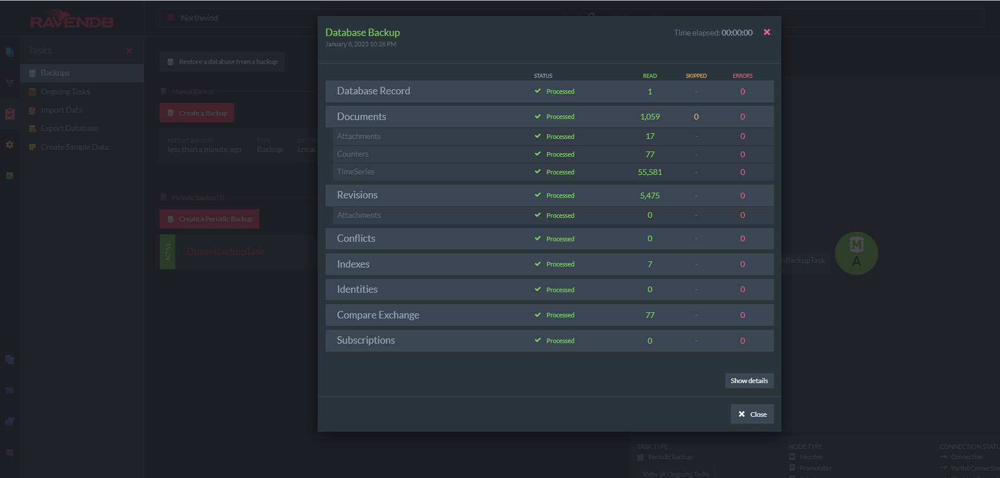 RAVENDB
Northwind
Tasks
Backups
Ongoing Tasks
Import Data
Export Database
Create Sample Data
Restore a database from a backup
Manual Backup
Create a Backup
RECENT BACKUP TYPE
less than a minute ago Backup Local
Periodic Backup (1)
Create a Periodic Backup
ACTIVE
DusanBackupTask
Database Backup
January 8, 2023 10:26 PM
Time elapsed: 00:00:00
STATUS READ SKIPPED ERRORS
Database Record Processed 1 - 0
Documents Processed 1,059 0 0
Attachments Processed 17 - 0
Counters Processed 77 - 0
TimeSeries Processed 55,581 - 0
Revisions Processed 5,475 - 0
Attachments Processed 0 - 0
Conflicts Processed 0 - 0
Indexes Processed 7 - 0
Identities Processed 0 - 0
Compare Exchange Processed 77 - 0
Subscriptions Processed 0 - 0
Show details
Close
nBackupTask
M
A
TASK TYPE
Periodic Backup
View all Ongoing Tasks
NODE TYPE
Member
Promotable
CONNECTION STATU
Connection
Partial Connection